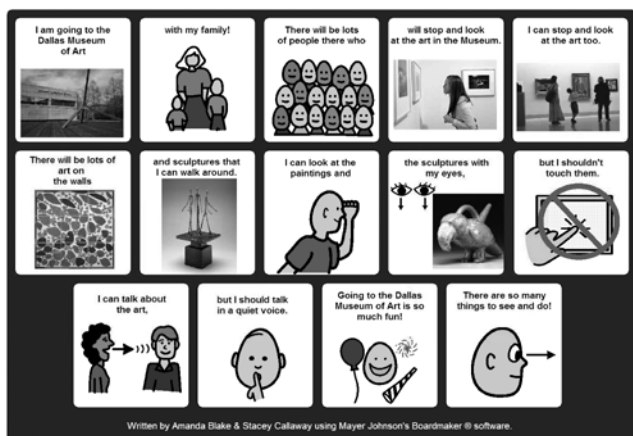 I am going to the
Dallas Museum
of Art
with my family!
There will be lots
of people there who
will stop and look
at the art in the Museum.
I can stop and look
at the art too.
There will be lots of
art on
the walls
and sculptures that
I can walk around.
I can look at the
paintings and
the sculptures with
my eyes,
but I shouldn't
touch them.
I can talk about
the art,
but I should talk
in a quiet voice.
Going to the Dallas
Museum of Art is so
much fun!
There are so many
things to see and do!
Written by Amanda Blake & Stacey Callaway using Mayer Johnson's Boardmaker ® software.